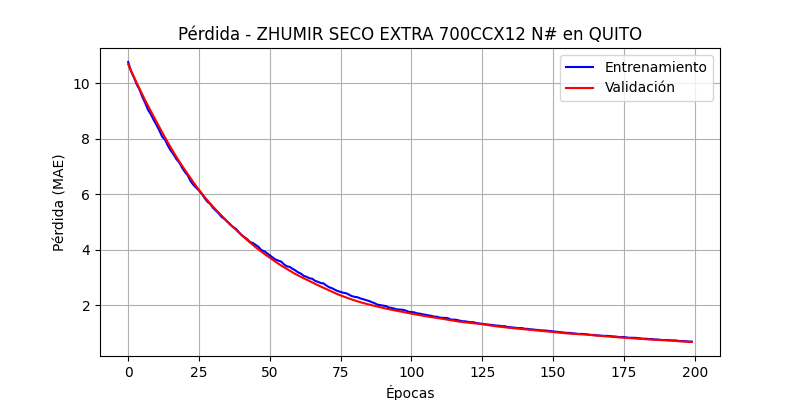 Pérdida - ZHUMIR SECO EXTRA 700CCX12 N# en QUITO
Entrenamiento
Validación
Pérdida (MAE)
10
8
6
4
2
0 25 50 75 100 125 150 175 200
Épocas